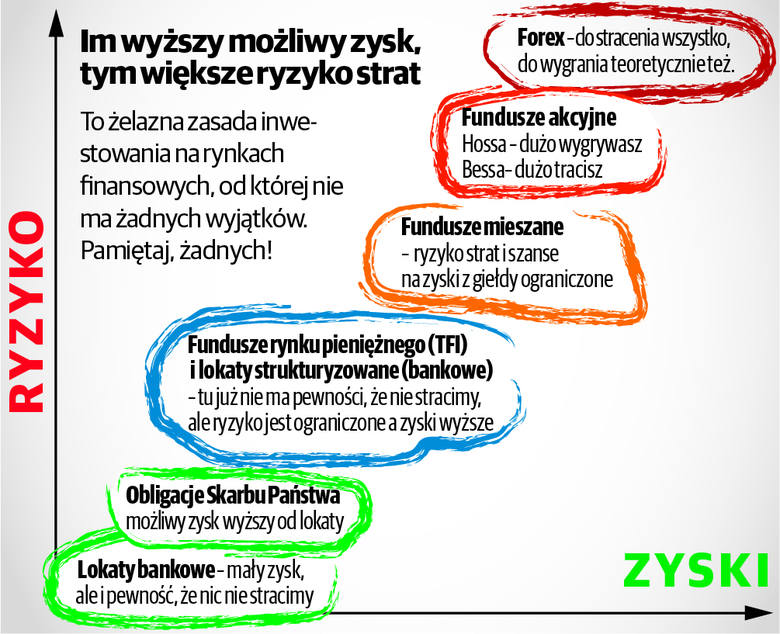 Im wyższy możliwy zysk,
tym większe ryzyko strat
To żelazna zasada inwe-
stowania na rynkach
finansowych, od której nie
ma żadnych wyjątków.
Pamiętaj, żadnych!
Forex – do stracenia wszystko,
do wygrania teoretycznie też.
Fundusze akcyjne
Hossa – dużo wygrywasz
Bessa – dużo tracisz
Fundusze mieszane
– ryzyko strat i szanse
na zyski z giełdy ograniczone
RYZYKO
Fundusze rynku pieniężnego (TFI)
i lokaty strukturyzowane (bankowe)
– tu już nie ma pewności, że nie stracimy,
ale ryzyko jest ograniczone a zyski wyższe
Obligacje Skarbu Państwa
możliwy zysk wyższy od lokaty
Lokaty bankowe – mały zysk,
ale i pewność, że nic nie stracimy
ZYSKI